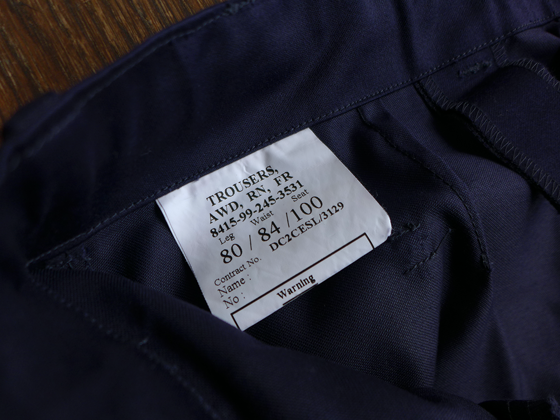 TROUSERS,
AWD, RN, FR
8415-99-245-3531
Leg Waist Seat
80 / 84 /100
Contract No. DC2CESL/3129
Name :
No :
Warning